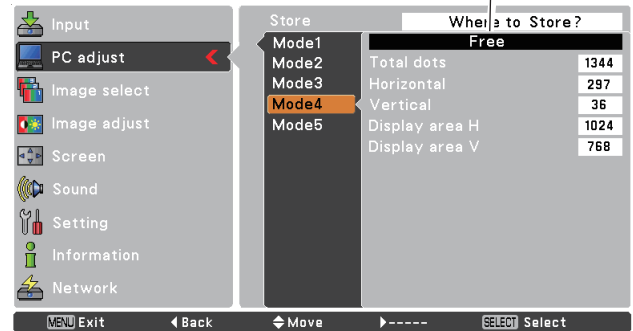 Input
PC adjust
Image select
Image adjust
Screen
Sound
Setting
Information
Network
Store
Where to Store?
Mode1
Mode2
Mode3
Mode4
Mode5
Free
Total dots 1344
Horizontal 297
Vertical 36
Display area H 1024
Display area V 768
MENU Exit Back Move ----- SELECT Select